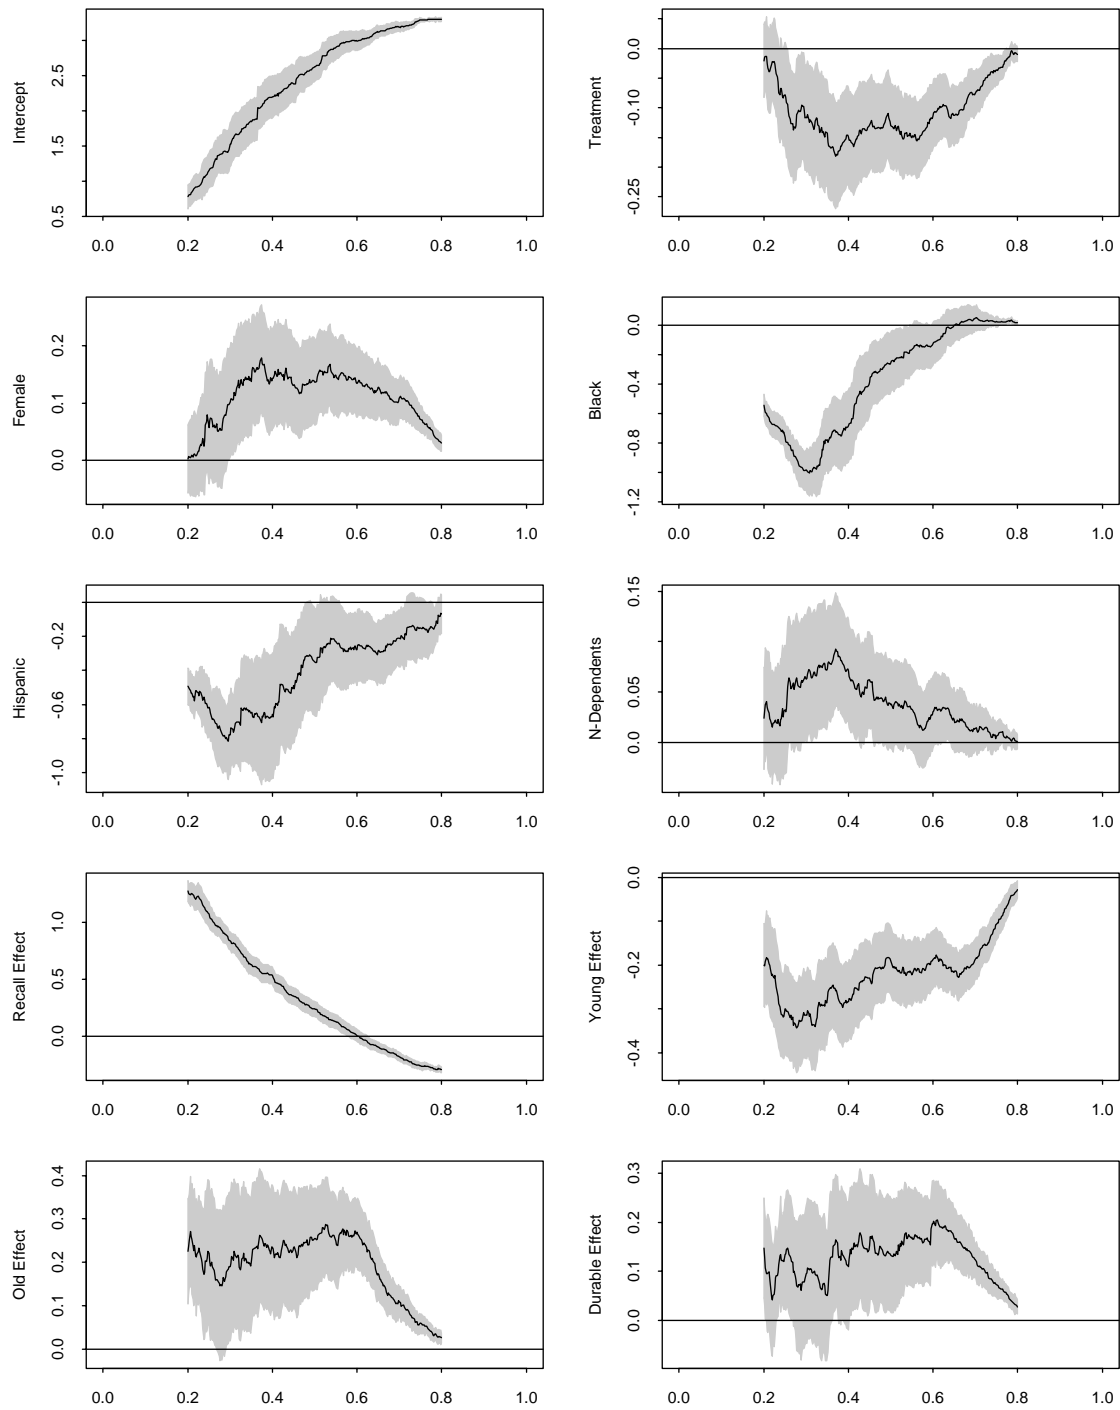 Intercept
0.5 1.5 2.5
0.0 0.2 0.4 0.6 0.8 1.0
Treatment
-0.25 -0.10 0.0
0.0 0.2 0.4 0.6 0.8 1.0
Female
0.0 0.1 0.2
0.0 0.2 0.4 0.6 0.8 1.0
Black
-1.2 -0.8 -0.4 0.0
0.0 0.2 0.4 0.6 0.8 1.0
Hispanic
-1.0 -0.6 -0.2
0.0 0.2 0.4 0.6 0.8 1.0
N-Dependents
0.0 0.05 0.15
0.0 0.2 0.4 0.6 0.8 1.0
Recall Effect
0.0 0.5 1.0
0.0 0.2 0.4 0.6 0.8 1.0
Young Effect
-0.4 -0.2 0.0
0.0 0.2 0.4 0.6 0.8 1.0
Old Effect
0.0 0.1 0.2 0.3 0.4
0.0 0.2 0.4 0.6 0.8 1.0
Durable Effect
0.0 0.1 0.2 0.3
0.0 0.2 0.4 0.6 0.8 1.0